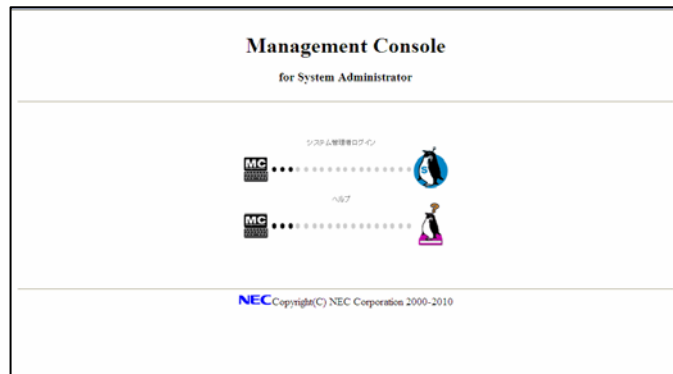 Management Console
for System Administrator
システム管理者ログイン
MC
S
ヘルプ
MC
NEC Copyright(C) NEC Corporation 2000-2010